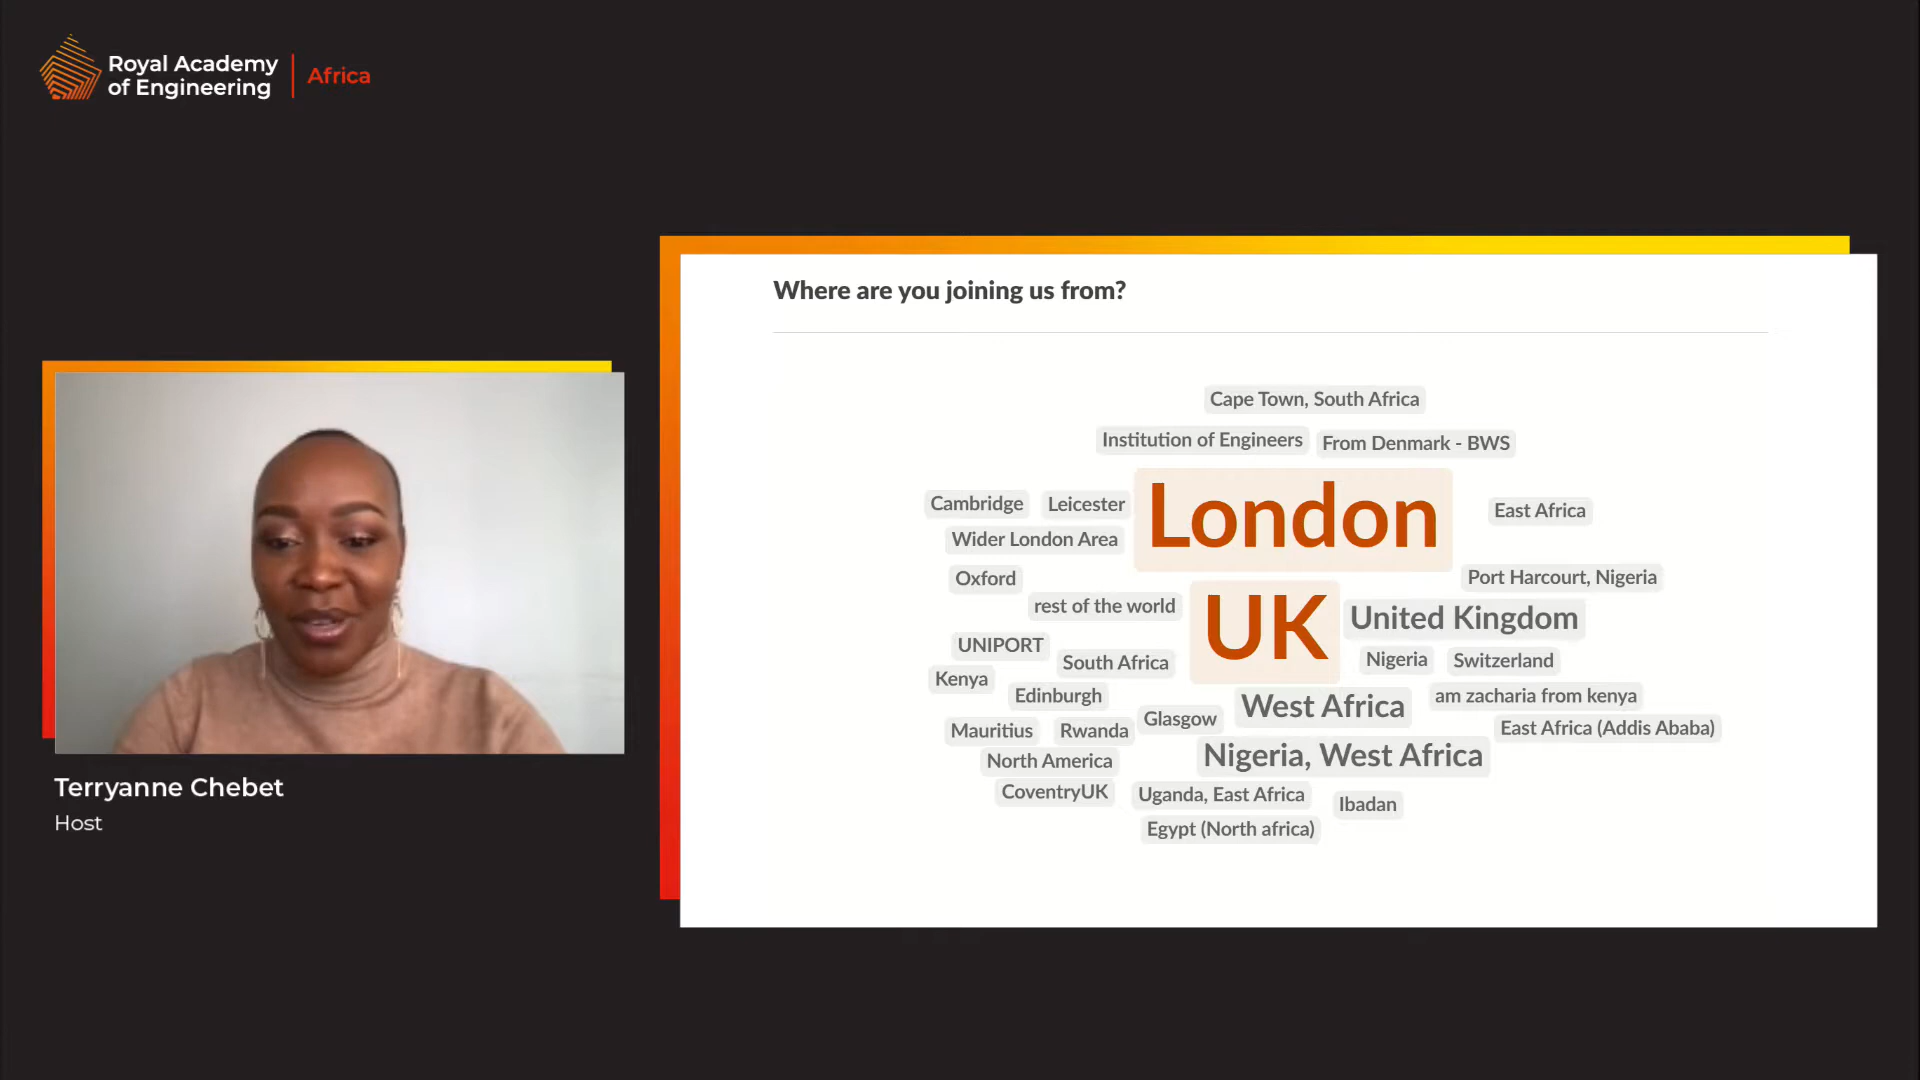 Royal Academy
of Engineering
Africa
Where are you joining us from?
Cape Town, South Africa
Institution of Engineers
From Denmark - BWS
London
Cambridge
Leicester
East Africa
Wider London Area
Oxford
Port Harcourt, Nigeria
rest of the world
UK
United Kingdom
UNIPORT
South Africa
Nigeria
Switzerland
Kenya
Edinburgh
West Africa
am zacharia from kenya
Mauritius
Rwanda
Glasgow
East Africa (Addis Ababa)
North America
Nigeria, West Africa
CoventryUK
Uganda, East Africa
Ibadan
Egypt (North africa)
Terryanne Chebet
Host